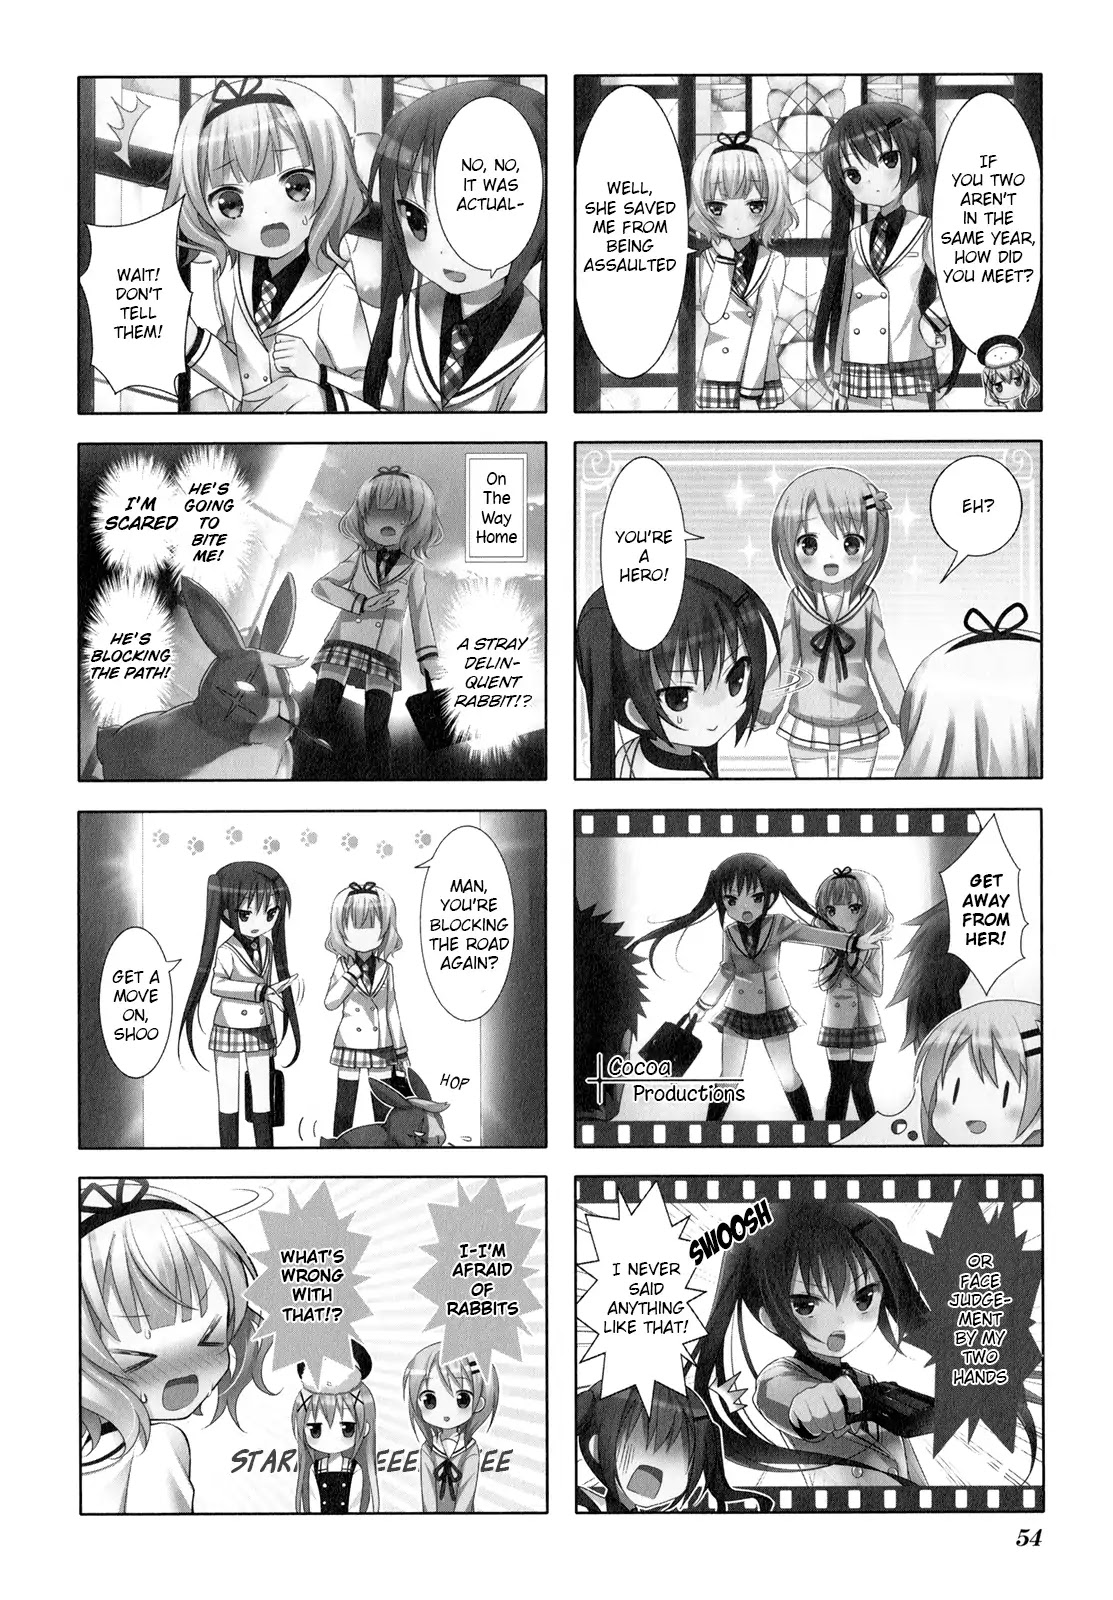 IF
YOU TWO
AREN'T
IN THE
SAME YEAR,
HOW DID
YOU MEET?
WELL,
SHE SAVED
ME FROM
BEING
ASSAULTED
EH?
YOU'RE
A
HERO!
GET
AWAY
FROM
HER!
Cocoa
Productions
OR
FACE
JUDGE-
MENT
BY MY
TWO
HANDS
SWOOSH
I NEVER
SAID
ANYTHING
LIKE THAT!
NO, NO,
IT WAS
ACTUAL-
WAIT!
DON'T
TELL
THEM!
On
The
Way
Home
A STRAY
DELIN-
QUENT
RABBIT!?
HE'S
GOING
TO
BITE
ME!
I'M
SCARED
HE'S
BLOCKING
THE PATH!
MAN,
YOU'RE
BLOCKING
THE ROAD
AGAIN?
GET A
MOVE
ON,
SHOO
HOP
I-I'M
AFRAID
OF
RABBITS
WHAT'S
WRONG
WITH
THAT!?
STAR EEE EE
54